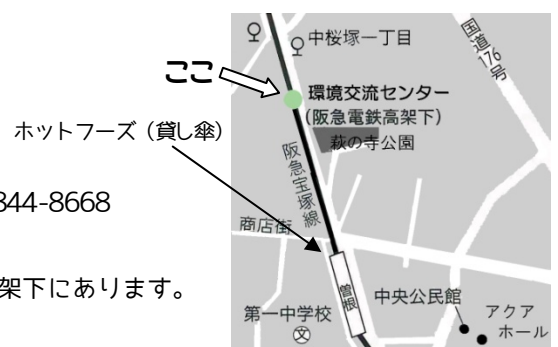 中桜塚一丁目
国道176号
ここ
環境交流センター
(阪急電鉄高架下)
萩の寺公園
ホットフーズ（貸し傘）
阪急宝塚線
844-8668
商店街
架下にあります。
曽根
中央公民館
第一中学校
文
アクア
ホール